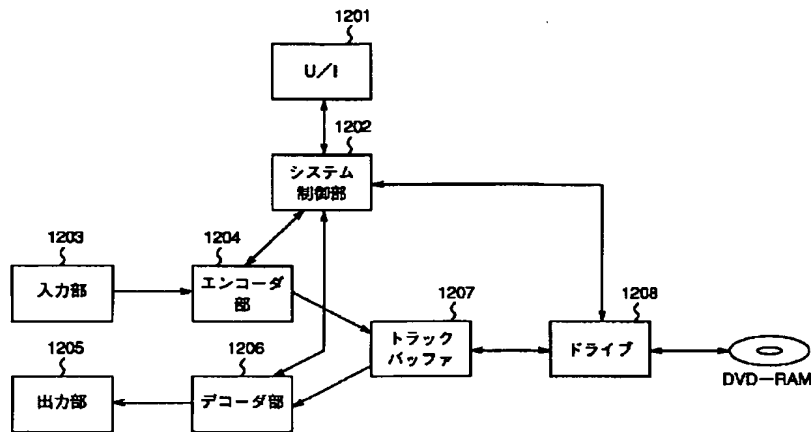 1201
U/I
1202
システム
制御部
1203
入力部
1204
エンコーダ
部
1205
出力部
1206
デコーダ部
1207
トラック
バッファ
1208
ドライブ
DVD－RAM